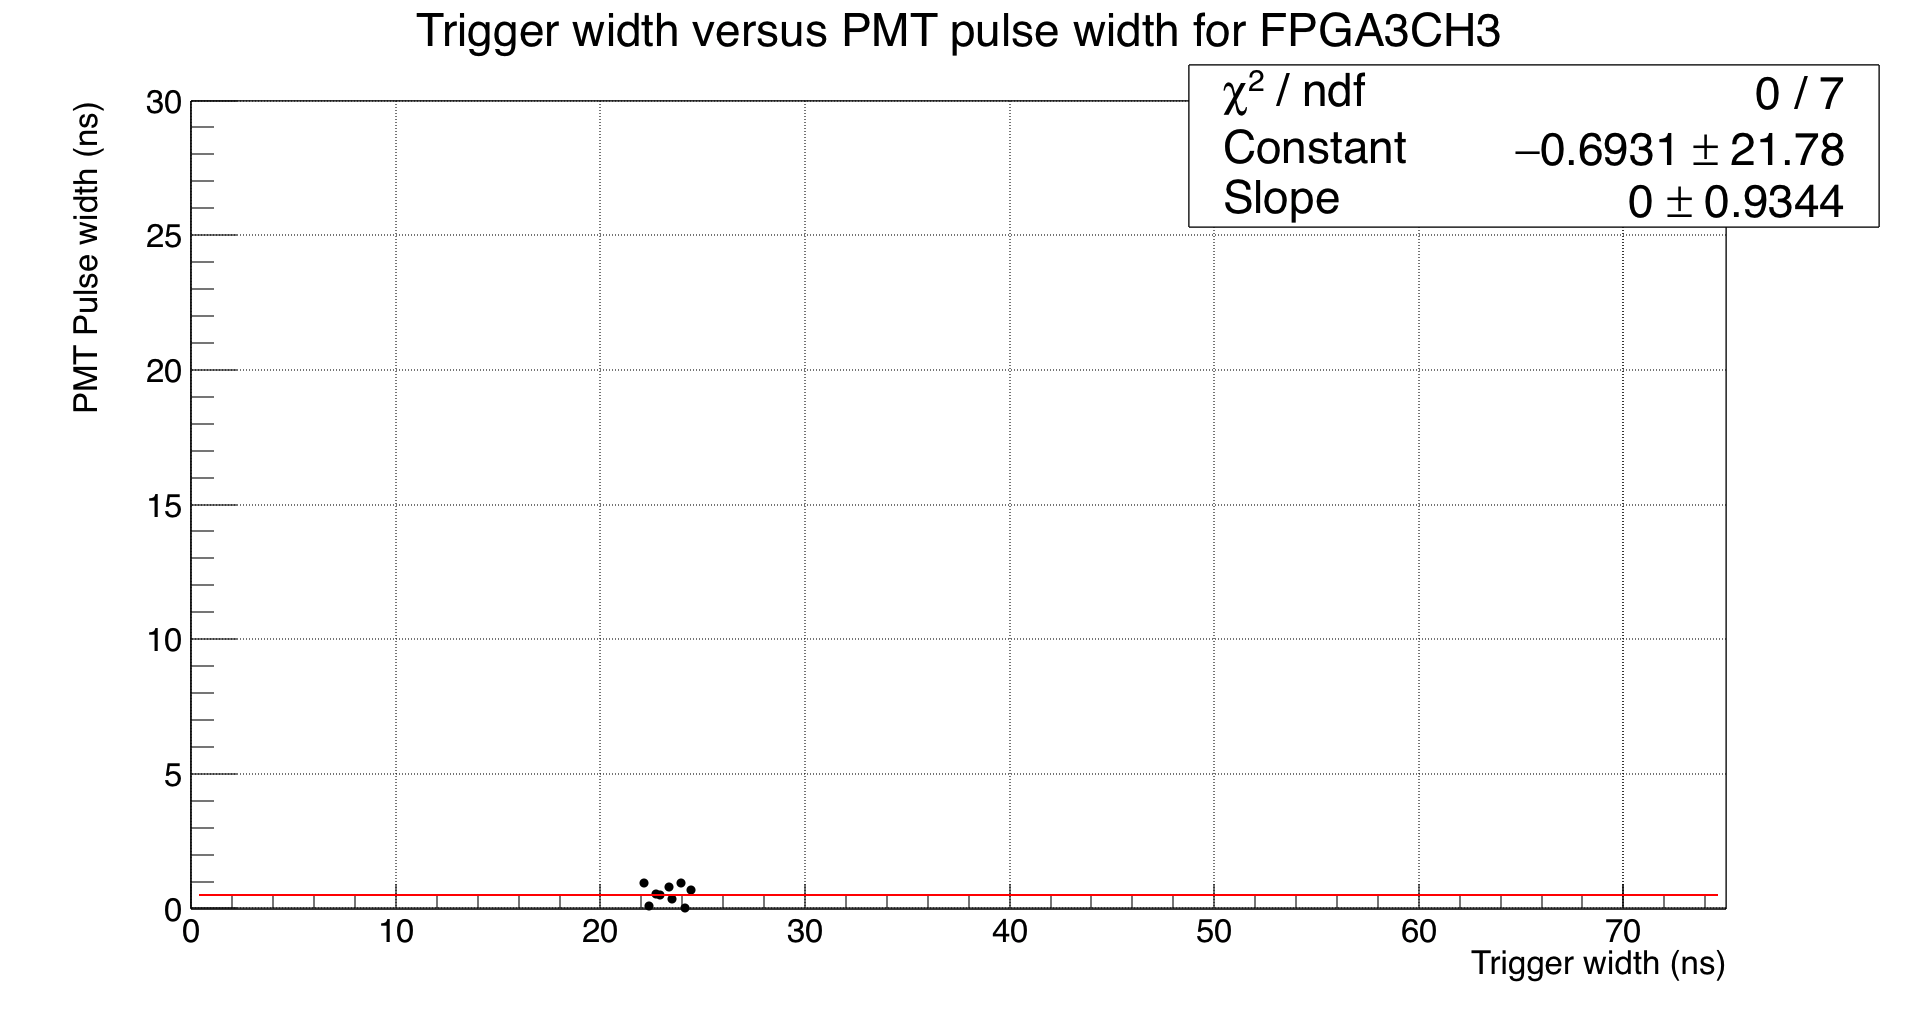 Trigger width versus PMT pulse width for FPGA3CH3
χ² / ndf 0 / 7
Constant −0.6931 ± 21.78
Slope 0 ± 0.9344
PMT Pulse width (ns)
30
25
20
15
10
5
0
0 10 20 30 40 50 60 70
Trigger width (ns)